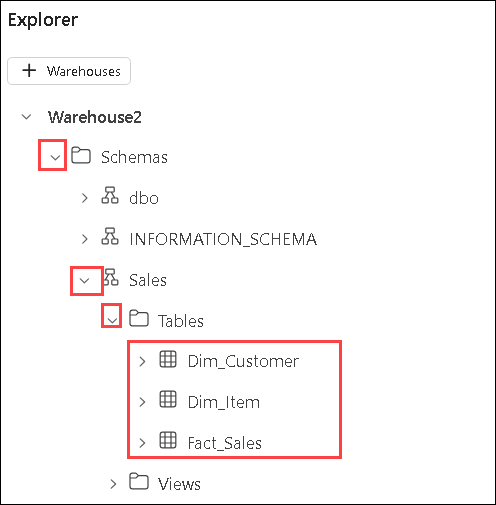 Explorer
+ Warehouses
Warehouse2
Schemas
dbo
INFORMATION_SCHEMA
Sales
Tables
Dim_Customer
Dim_Item
Fact_Sales
Views